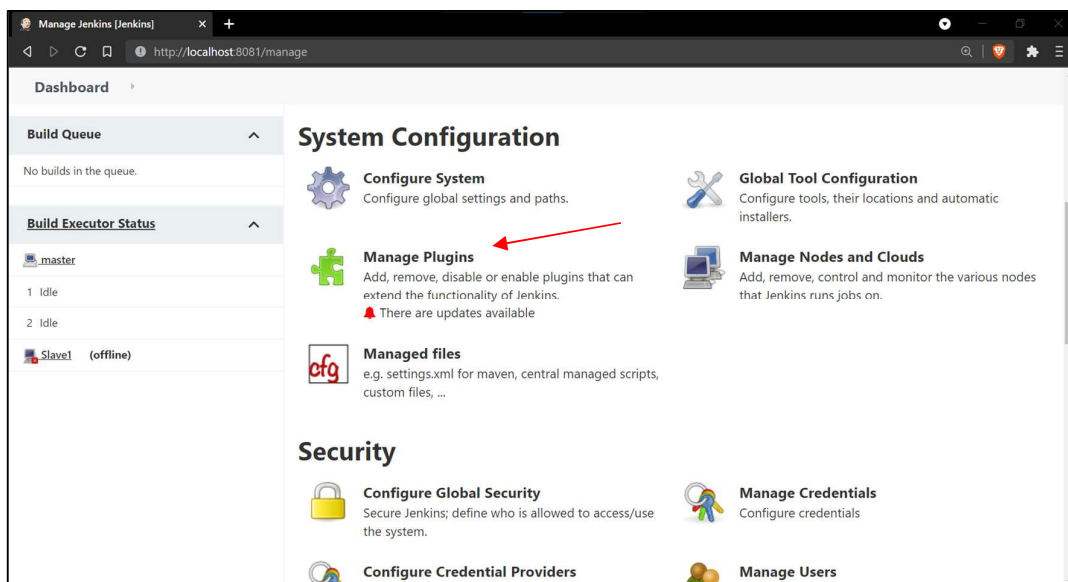 Manage Jenkins [Jenkins]
http://localhost:8081/manage
Dashboard
Build Queue
No builds in the queue.
Build Executor Status
master
1 Idle
2 Idle
Slave1 (offline)
System Configuration
Configure System
Configure global settings and paths.
Global Tool Configuration
Configure tools, their locations and automatic
installers.
Manage Plugins
Add, remove, disable or enable plugins that can
extend the functionality of Jenkins.
There are updates available
Manage Nodes and Clouds
Add, remove, control and monitor the various nodes
that Jenkins runs jobs on.
cfg
Managed files
e.g. settings.xml for maven, central managed scripts,
custom files, ...
Security
Configure Global Security
Secure Jenkins; define who is allowed to access/use
the system.
Manage Credentials
Configure credentials
Configure Credential Providers
Manage Users